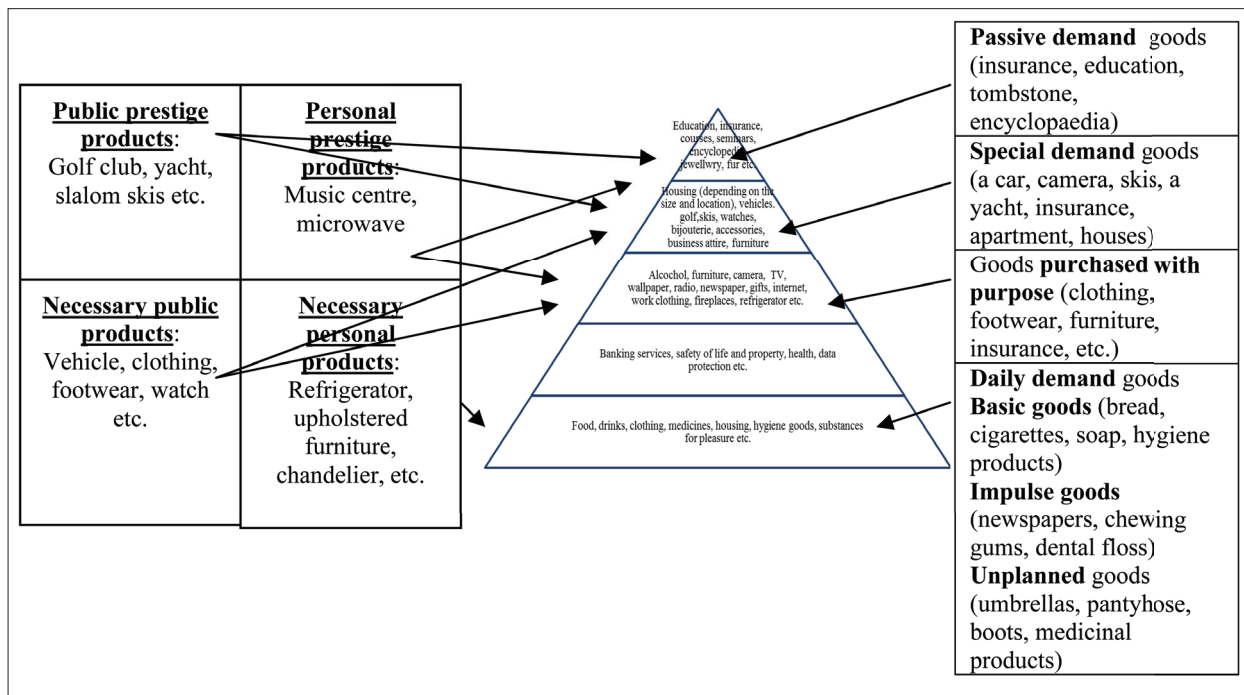 Public prestige
products:
Golf club, yacht,
slalom skis etc.
Personal
prestige
products:
Music centre,
microwave
Necessary public
products:
Vehicle, clothing,
footwear, watch
etc.
Necessary
personal
products:
Refrigerator,
upholstered
furniture,
chandelier, etc.
Education, insurance,
courses, seminars,
encyclopedia,
jewellwry, fur etc.
Housing (depending on the
size and location), vehicles.
golf,skis, watches,
bijouterie, accessories,
business attire, furniture
Alcochol, furniture, camera, TV,
wallpaper, radio, newspaper, gifts, internet,
work clothing, fireplaces, refrigerator etc.
Banking services, safety of life and property, health, data
protection etc.
Food, drinks, clothing, medicines, housing, hygiene goods, substances
for pleasure etc.
Passive demand goods
(insurance, education,
tombstone,
encyclopaedia)
Special demand goods
(a car, camera, skis, a
yacht, insurance,
apartment, houses)
Goods purchased with
purpose (clothing,
footwear, furniture,
insurance, etc.)
Daily demand goods
Basic goods (bread,
cigarettes, soap, hygiene
products)
Impulse goods
(newspapers, chewing
gums, dental floss)
Unplanned goods
(umbrellas, pantyhose,
boots, medicinal
products)